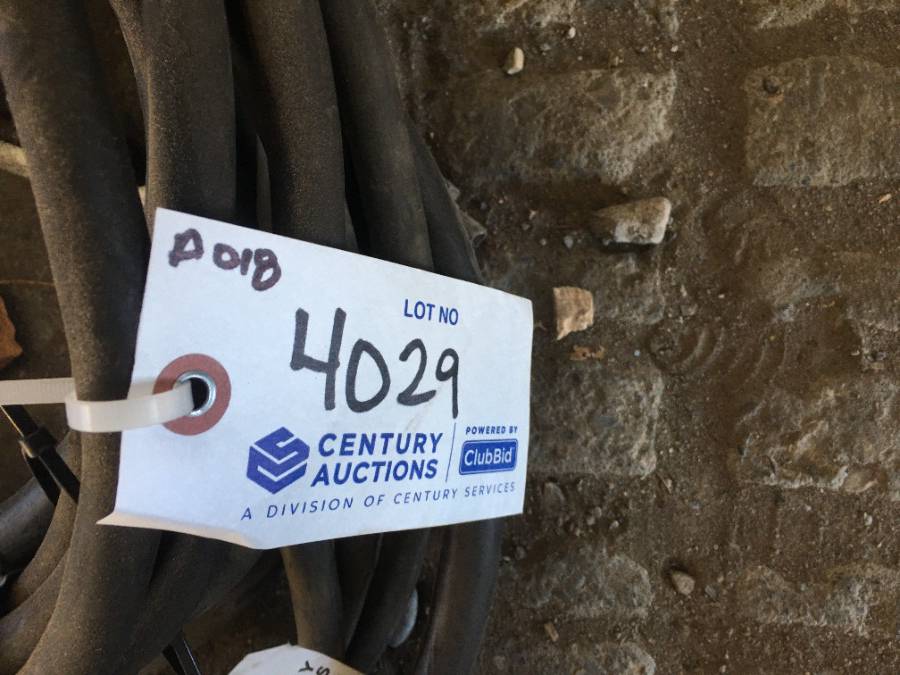 A018
LOT NO
4029
CENTURY
AUCTIONS
POWERED BY
ClubBid
A DIVISION OF CENTURY SERVICES